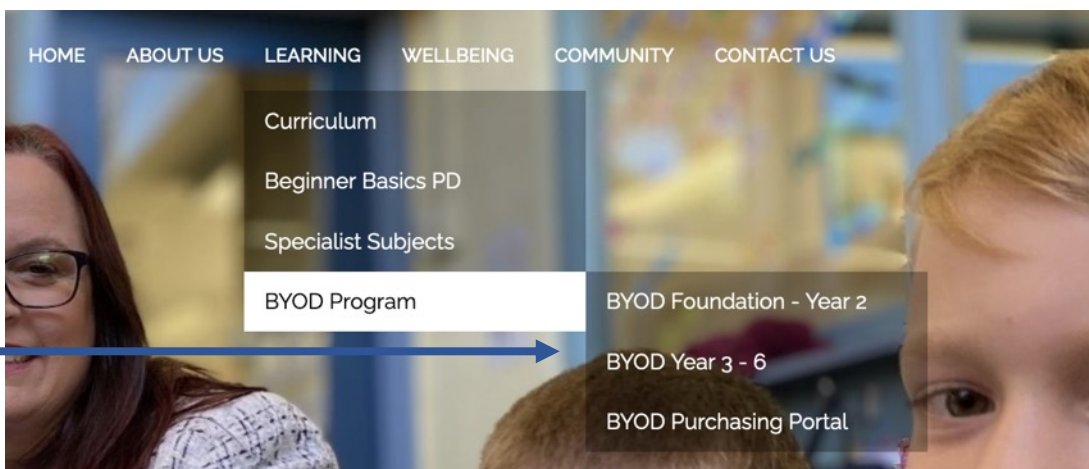 HOME ABOUT US LEARNING WELLBEING COMMUNITY CONTACT US
Curriculum
Beginner Basics PD
Specialist Subjects
BYOD Program
BYOD Foundation - Year 2
BYOD Year 3 - 6
BYOD Purchasing Portal